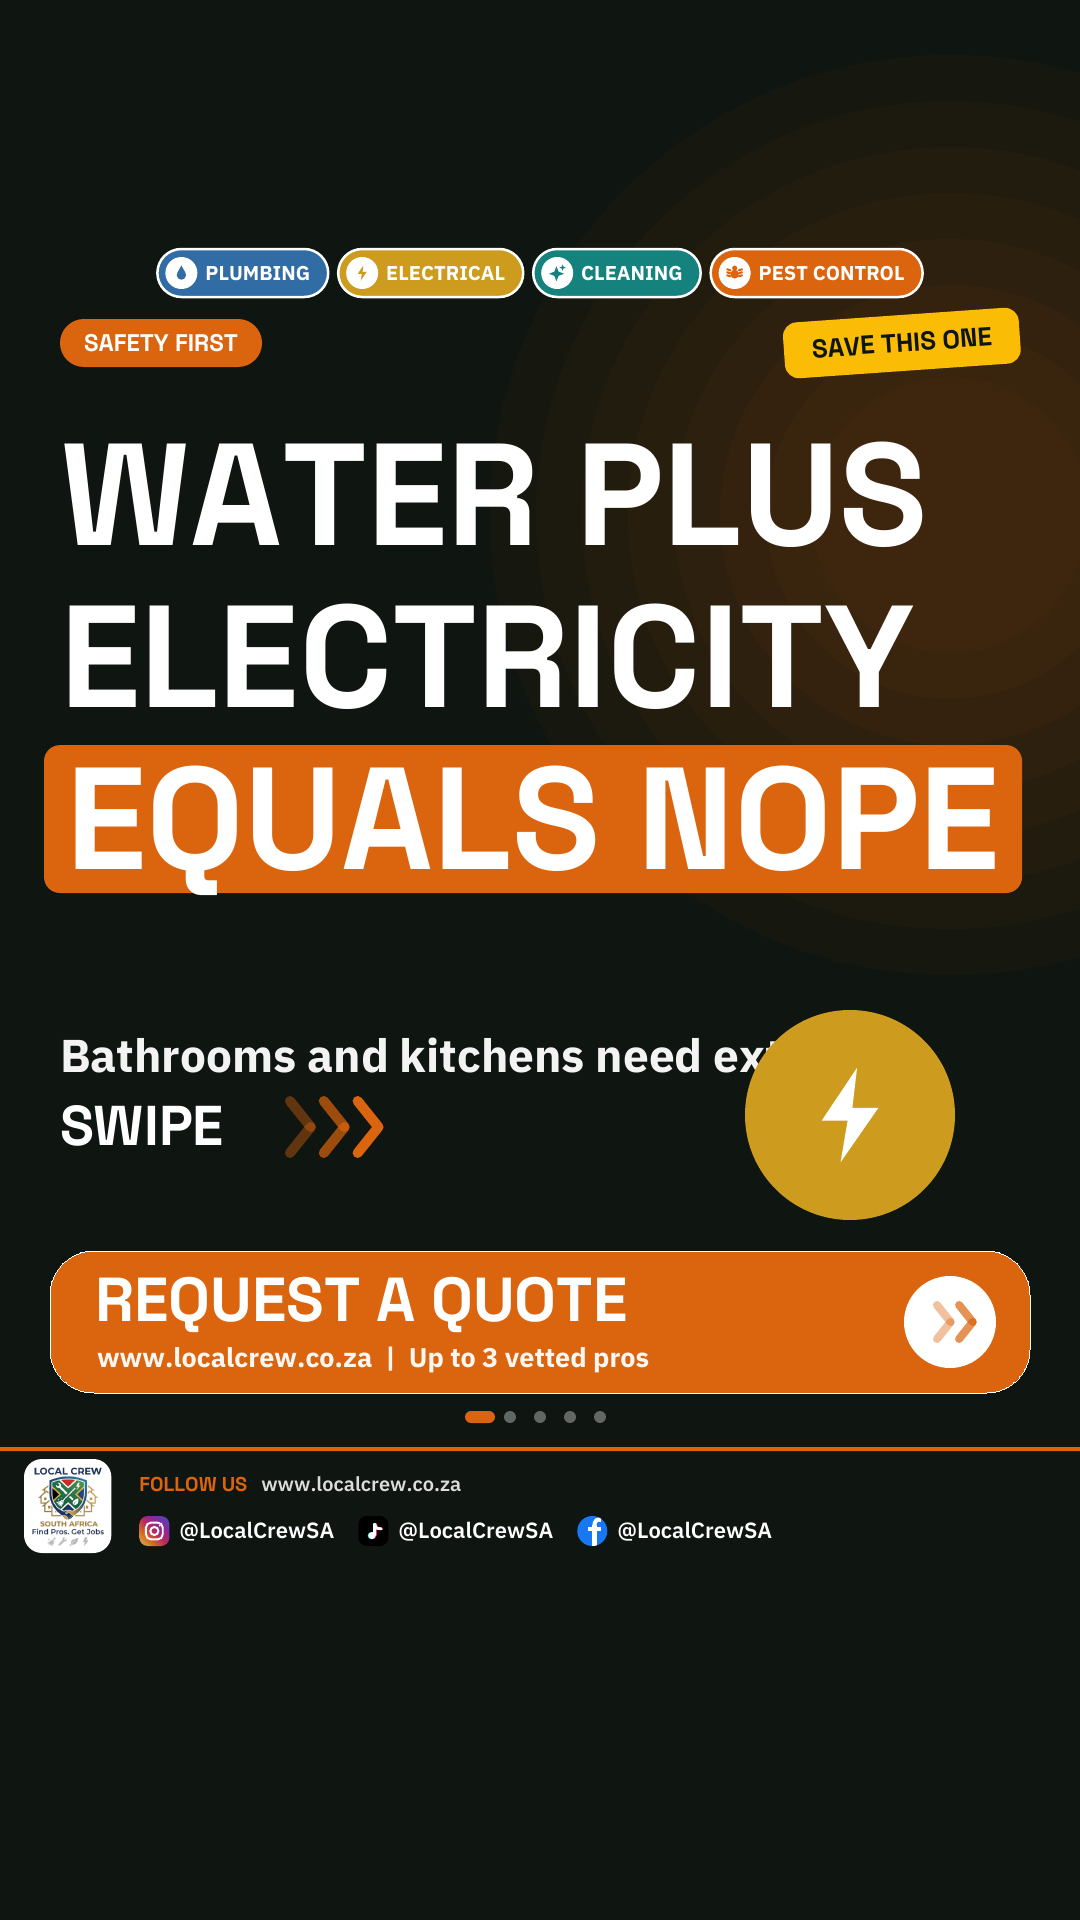 PLUMBING ELECTRICAL CLEANING PEST CONTROL
SAFETY FIRST
SAVE THIS ONE
WATER PLUS
ELECTRICITY
EQUALS NOPE
Bathrooms and kitchens need
SWIPE
REQUEST A QUOTE
www.localcrew.co.za | Up to 3 vetted pros
LOCAL CREW
SOUTH AFRICA
Find Pros. Get Jobs
FOLLOW US www.localcrew.co.za
@LocalCrewSA @LocalCrewSA @LocalCrewSA